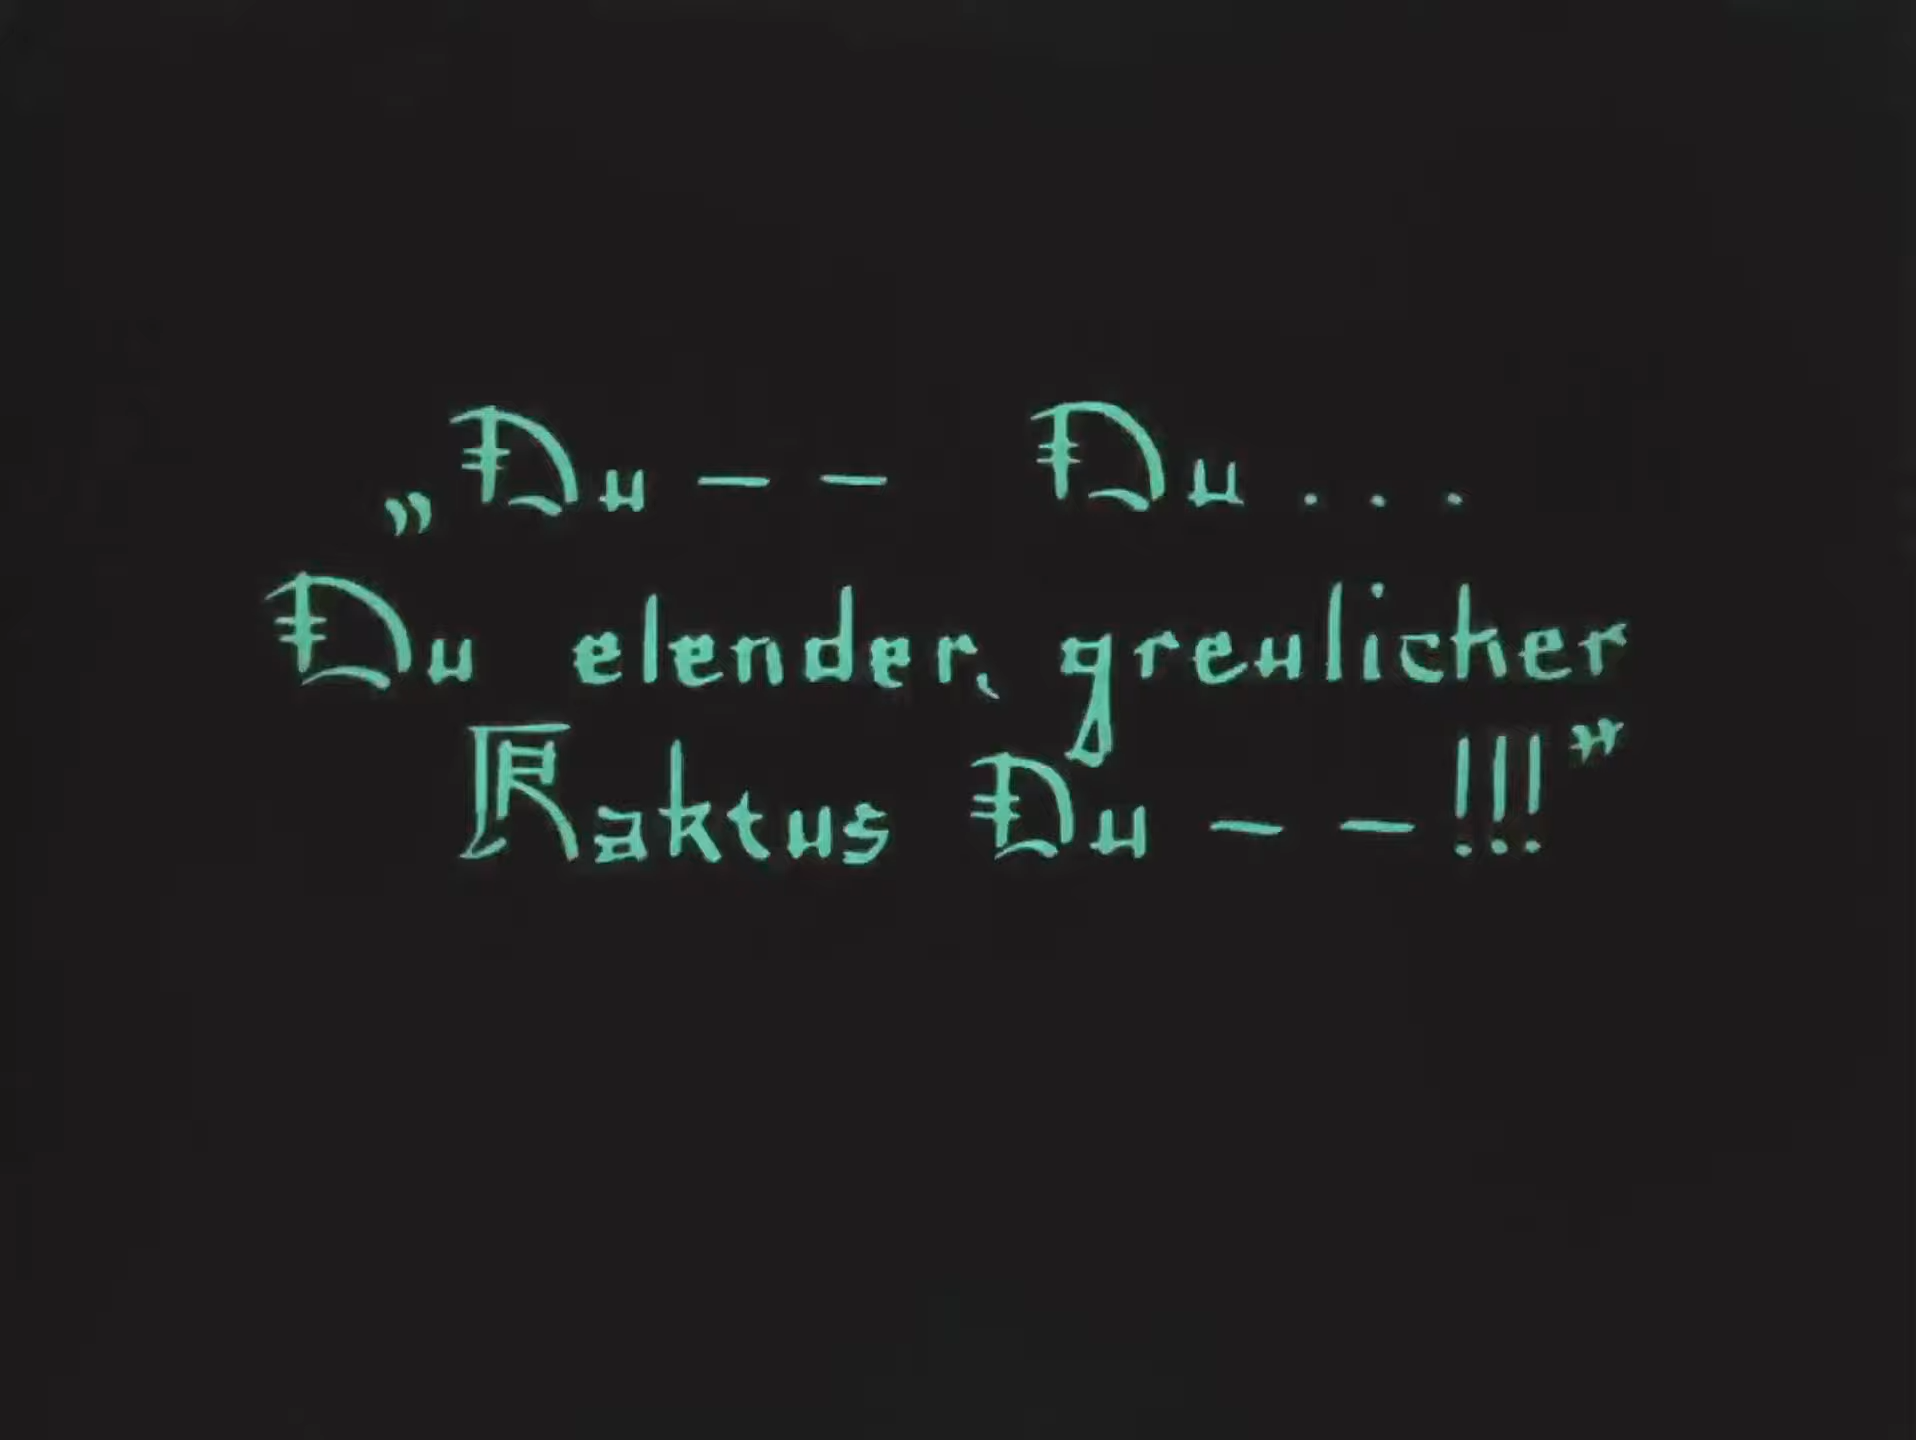 „Du – – Du . . .
Du elender, greulicher
Kaktus Du – – !!!”